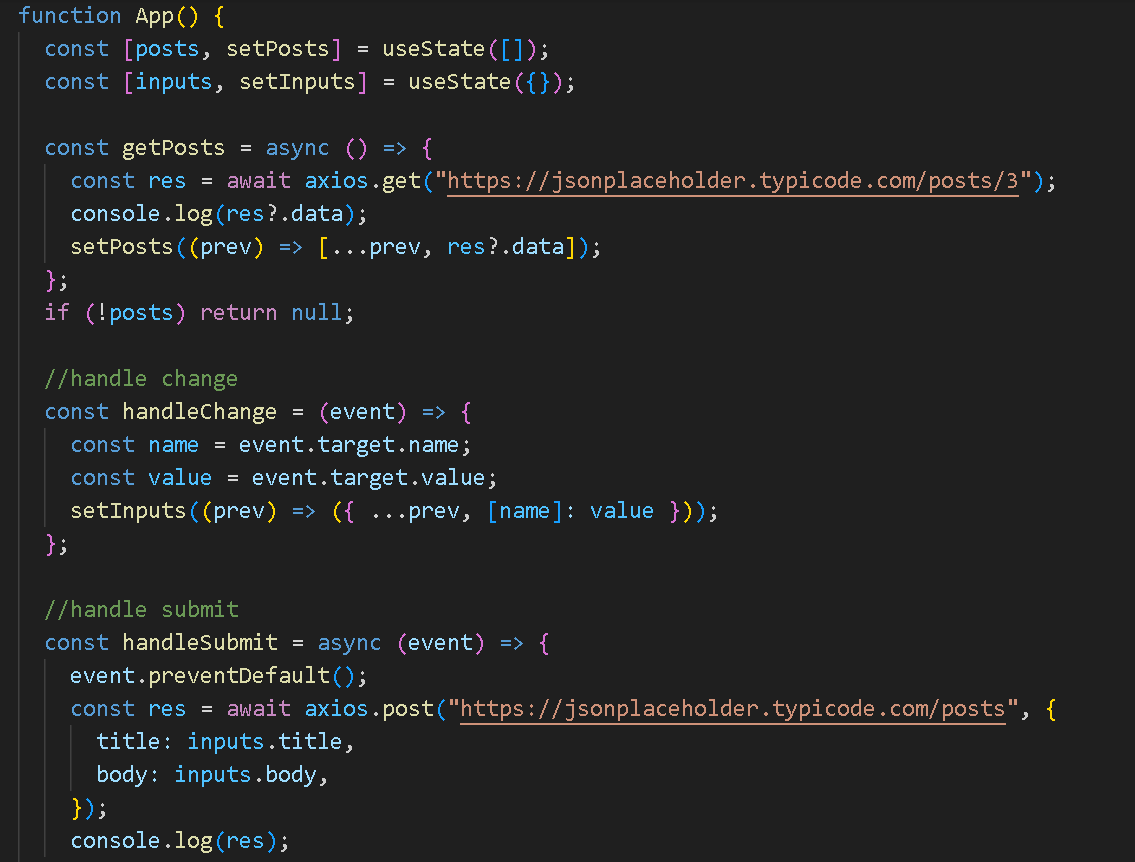 function App() {
  const [posts, setPosts] = useState([]);
  const [inputs, setInputs] = useState({});

  const getPosts = async () => {
    const res = await axios.get("https://jsonplaceholder.typicode.com/posts/3");
    console.log(res?.data);
    setPosts((prev) => [...prev, res?.data]);
  };
  if (!posts) return null;

  //handle change
  const handleChange = (event) => {
    const name = event.target.name;
    const value = event.target.value;
    setInputs((prev) => ({ ...prev, [name]: value }));
  };

  //handle submit
  const handleSubmit = async (event) => {
    event.preventDefault();
    const res = await axios.post("https://jsonplaceholder.typicode.com/posts", {
      title: inputs.title,
      body: inputs.body,
    });
    console.log(res);